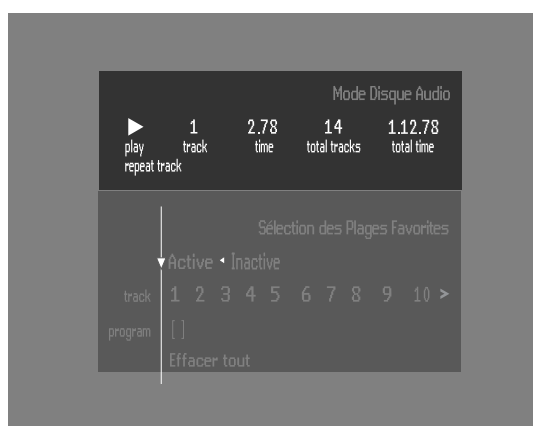 Mode Disque Audio
1 2.78 14 1.12.78
play track time total tracks total time
repeat track
Sélection des Plages Favorites
Active Inactive
track 1 2 3 4 5 6 7 8 9 10 >
program [ ]
Effacer tout